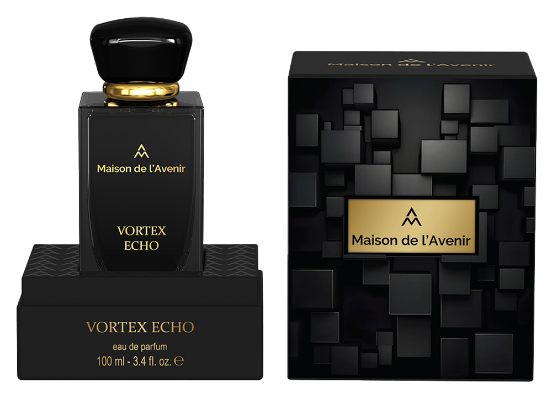 Maison de l'Avenir
VORTEX
ECHO
VORTEX ECHO
eau de parfum
100 ml - 3.4 fl. oz. ℮
Maison de l'Avenir
Maison de l'Avenir